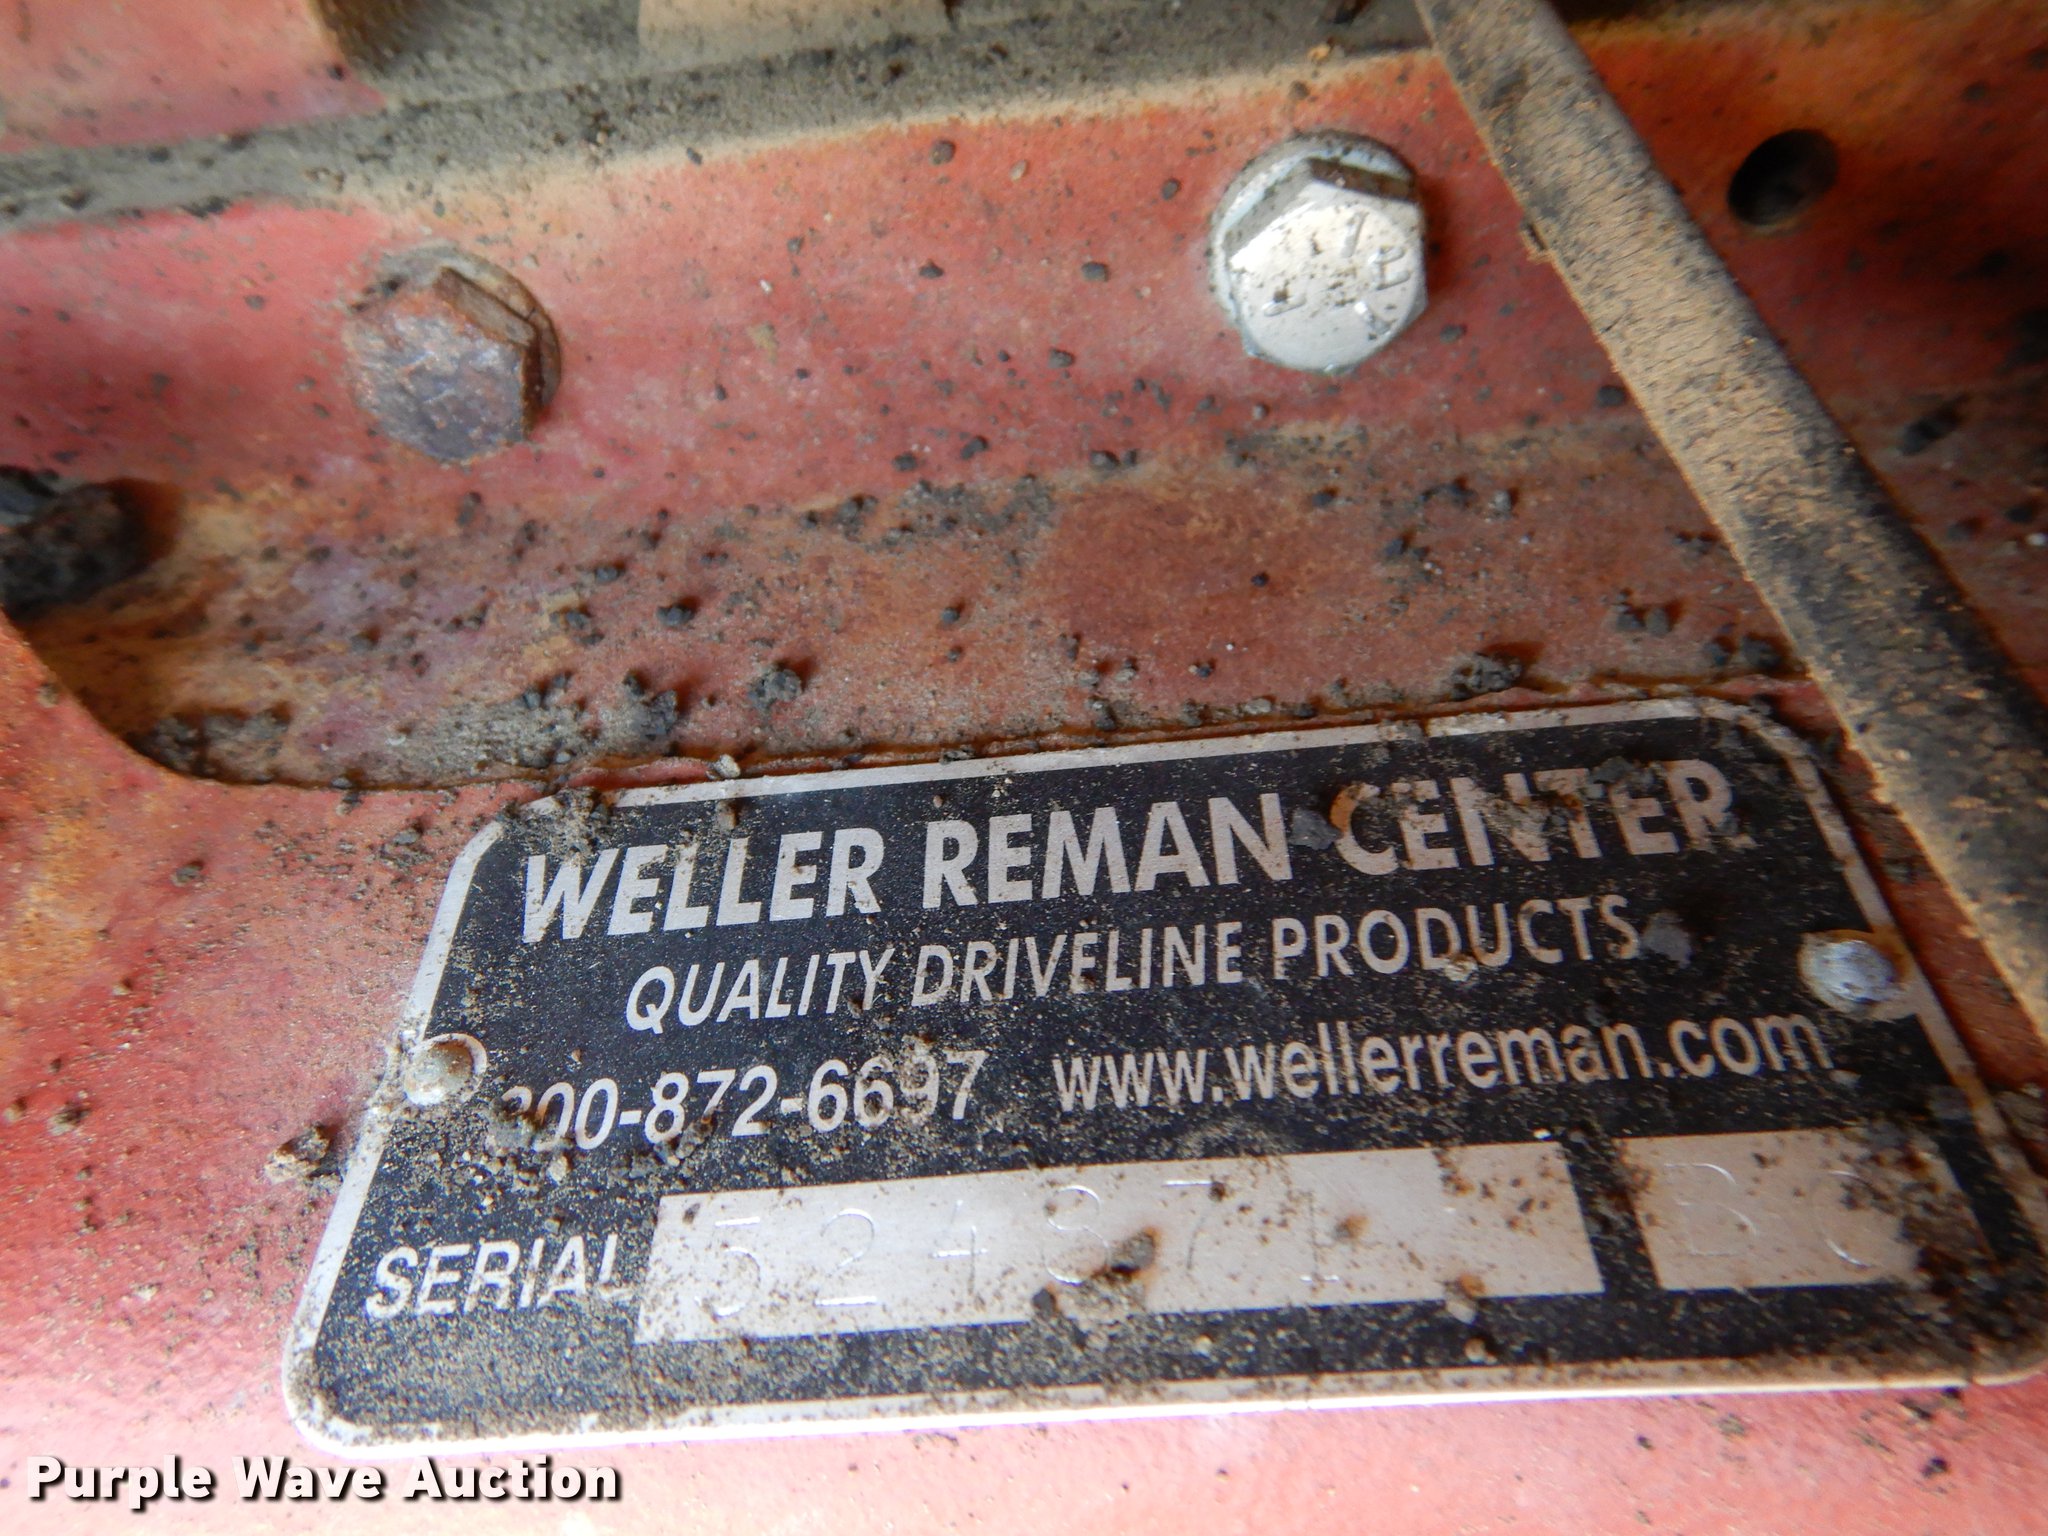 WELLER REMAN CENTER
QUALITY DRIVELINE PRODUCTS
800-872-6697 www.wellerreman.com
SERIAL 524871
Purple Wave Auction